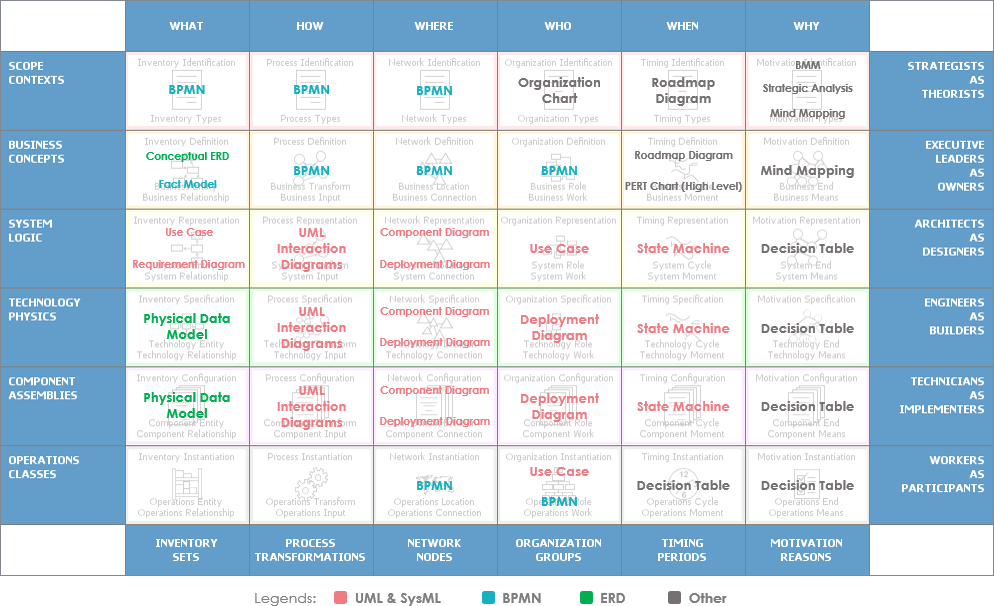 WHAT HOW WHERE WHO WHEN WHY
SCOPE
CONTEXTS
Inventory Identification
BPMN
Inventory Types
Process Identification
BPMN
Process Types
Network Identification
BPMN
Network Types
Organization Identification
Organization
Chart
Organization Types
Timing Identification
Roadmap
Diagram
Timing Types
Motivation Identification
BMM
Strategic Analysis
Mind Mapping
Motivation Types
STRATEGISTS
AS
THEORISTS
BUSINESS
CONCEPTS
Inventory Definition
Conceptual ERD
Fact Model
Business Relationship
Process Definition
BPMN
Business Transform
Business Input
Network Definition
BPMN
Business Location
Business Connection
Organization Definition
BPMN
Business Role
Business Work
Timing Definition
Roadmap Diagram
PERT Chart (High Level)
Business Moment
Motivation Definition
Mind Mapping
Business End
Business Means
EXECUTIVE
LEADERS
AS
OWNERS
SYSTEM
LOGIC
Inventory Representation
Use Case
Requirement Diagram
System Relationship
Process Representation
UML
Interaction
Diagrams
System Input
Network Representation
Component Diagram
Deployment Diagram
System Connection
Organization Representation
Use Case
System Role
System Work
Timing Representation
State Machine
System Cycle
System Moment
Motivation Representation
Decision Table
System End
System Means
ARCHITECTS
AS
DESIGNERS
TECHNOLOGY
PHYSICS
Inventory Specification
Physical Data
Model
Technology Entity
Technology Relationship
Process Specification
UML
Interaction
Diagrams
Technology Input
Network Specification
Component Diagram
Deployment Diagram
Technology Connection
Organization Specification
Deployment
Diagram
Technology Role
Technology Work
Timing Specification
State Machine
Technology Cycle
Technology Moment
Motivation Specification
Decision Table
Technology End
Technology Means
ENGINEERS
AS
BUILDERS
COMPONENT
ASSEMBLIES
Inventory Configuration
Physical Data
Model
Component Entity
Component Relationship
Process Configuration
UML
Interaction
Diagrams
Component Input
Network Configuration
Component Diagram
Deployment Diagram
Component Connection
Organization Configuration
Deployment
Diagram
Component Role
Component Work
Timing Configuration
State Machine
Component Cycle
Component Moment
Motivation Configuration
Decision Table
Component End
Component Means
TECHNICIANS
AS
IMPLEMENTERS
OPERATIONS
CLASSES
Inventory Instantiation
Operations Entity
Operations Relationship
Process Instantiation
Operations Transform
Operations Input
Network Instantiation
BPMN
Operations Location
Operations Connection
Organization Instantiation
Use Case
BPMN
Operations Role
Operations Work
Timing Instantiation
12
Decision Table
6
Operations Cycle
Operations Moment
Motivation Instantiation
Decision Table
Operations End
Operations Means
WORKERS
AS
PARTICIPANTS
INVENTORY
SETS
PROCESS
TRANSFORMATIONS
NETWORK
NODES
ORGANIZATION
GROUPS
TIMING
PERIODS
MOTIVATION
REASONS
Legends: UML & SysML BPMN ERD Other